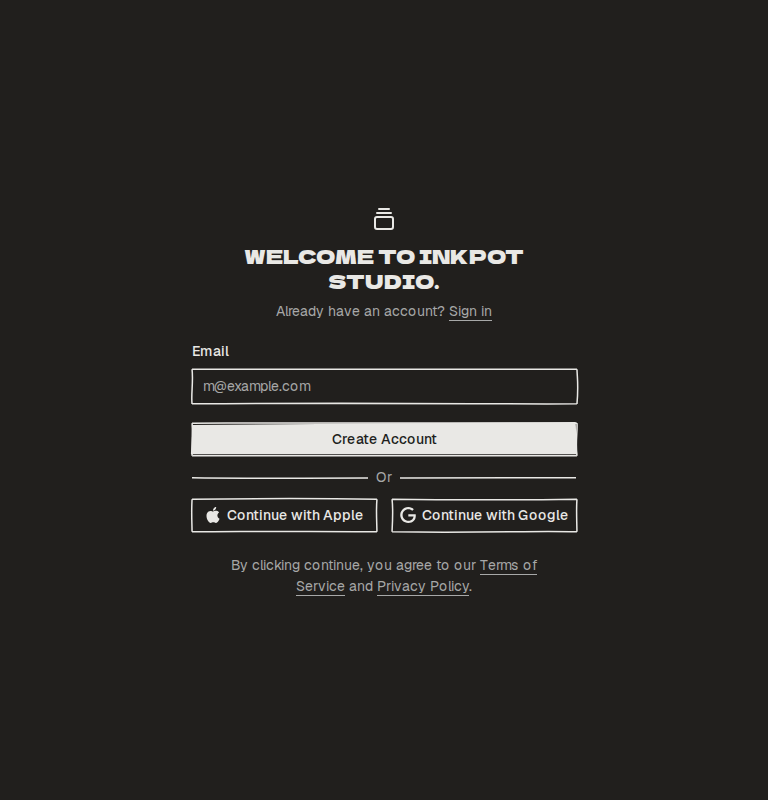 WELCOME TO INKPOT
STUDIO.
Already have an account? Sign in
Email
m@example.com
Create Account
Or
Continue with Apple
Continue with Google
By clicking continue, you agree to our Terms of
Service and Privacy Policy.